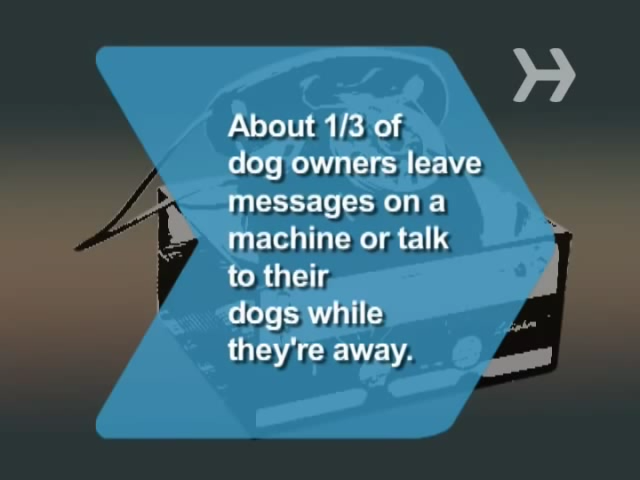 About 1/3 of
dog owners leave
messages on a
machine or talk
to their
dogs while
they're away.